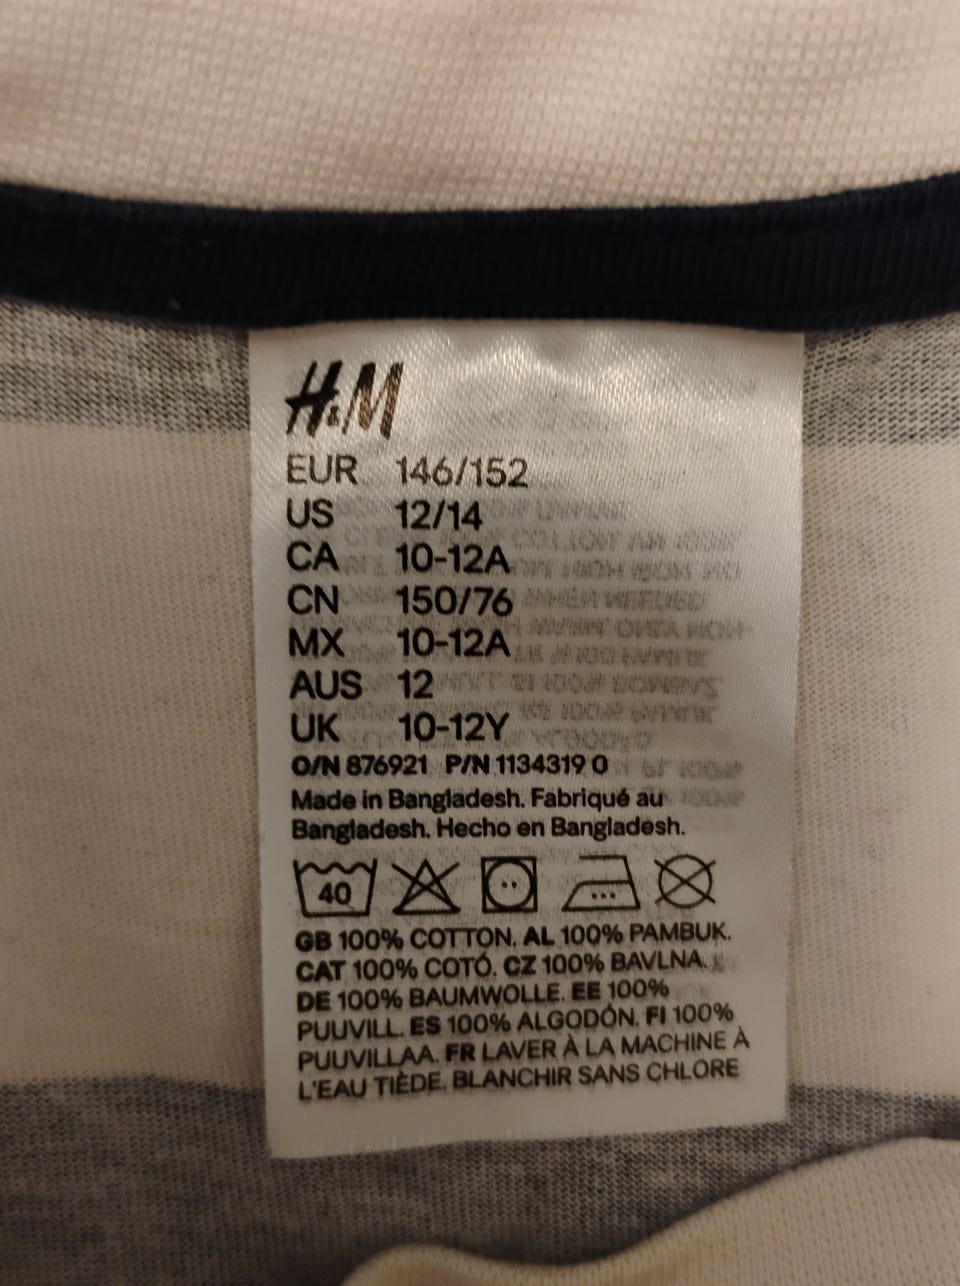 H&M
EUR 146/152
US 12/14
CA 10-12A
CN 150/76
MX 10-12A
AUS 12
UK 10-12Y
O/N 876921 P/N 1134319 0
Made in Bangladesh. Fabriqué au
Bangladesh. Hecho en Bangladesh.
40
GB 100% COTTON. AL 100% PAMBUK.
CAT 100% COTÓ. CZ 100% BAVLNA.
DE 100% BAUMWOLLE. EE 100%
PUUVILL. ES 100% ALGODÓN. FI 100%
PUUVILLAA. FR LAVER À LA MACHINE À
L'EAU TIÈDE. BLANCHIR SANS CHLORE